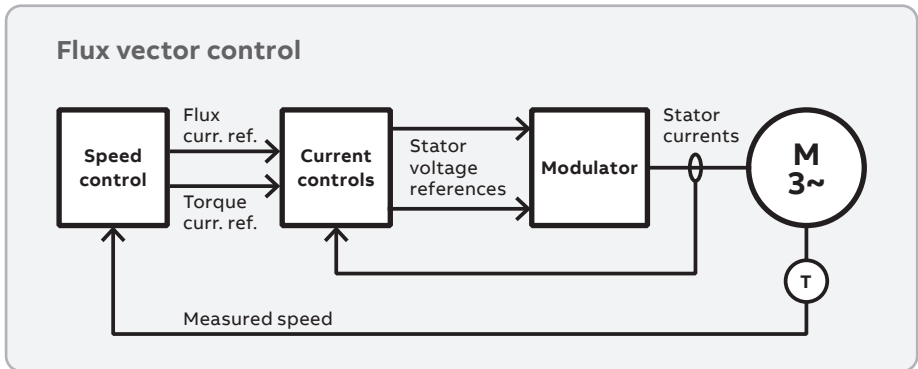 Flux vector control
Flux
curr. ref.
Stator
currents
Speed
control
Current
controls
Stator
voltage
references
Modulator
M
3~
Torque
curr. ref.
T
Measured speed